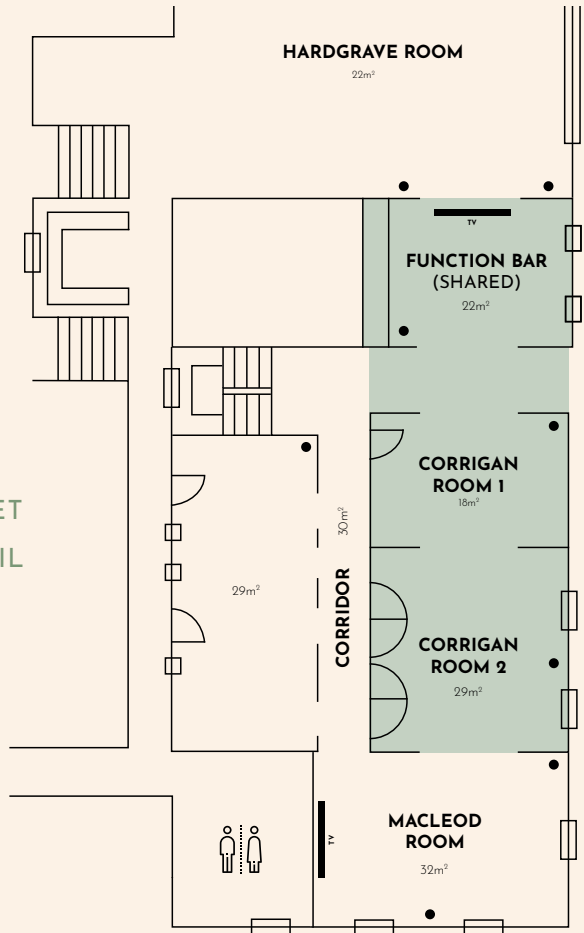 HARDGRAVE ROOM
22m²
TV
FUNCTION BAR
(SHARED)
22m²
CORRIGAN
ROOM 1
18m²
ET
IL
30m²
CORRIDOR
29m²
CORRIGAN
ROOM 2
29m²
MACLEOD
ROOM
32m²
TV